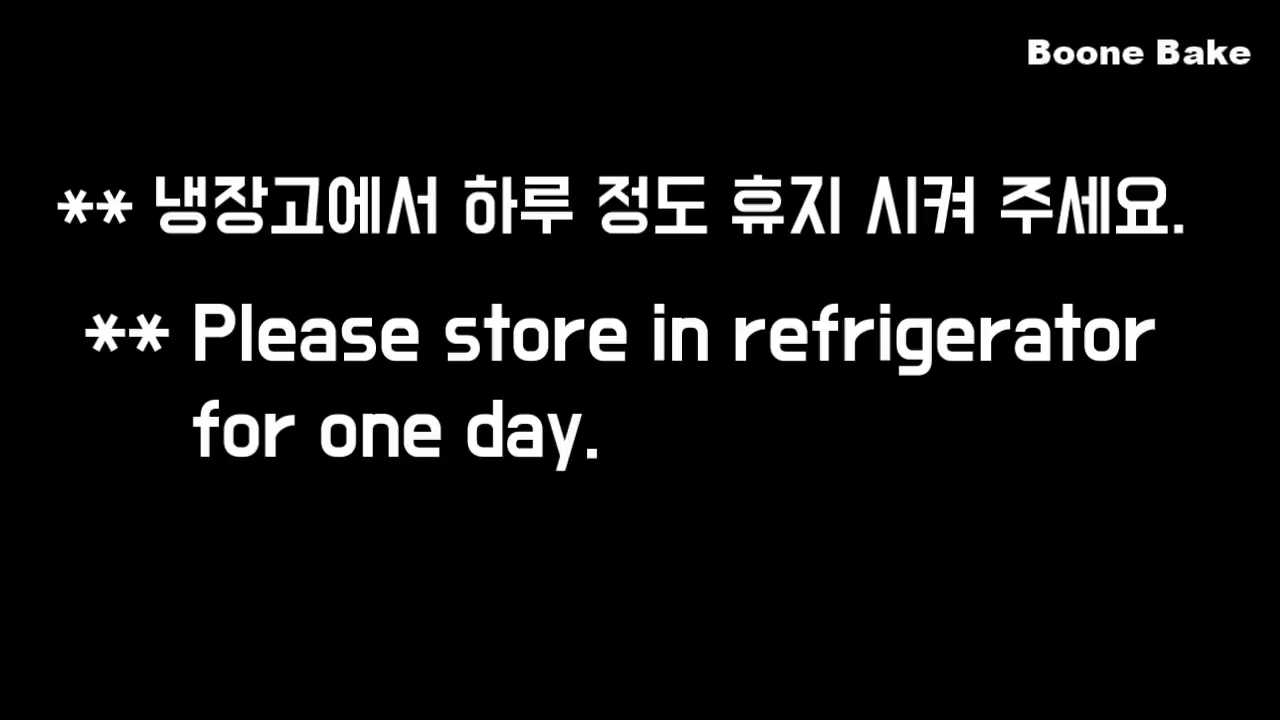 Boone Bake
** 냉장고에서 하루 정도 휴지 시켜 주세요.
** Please store in refrigerator
for one day.